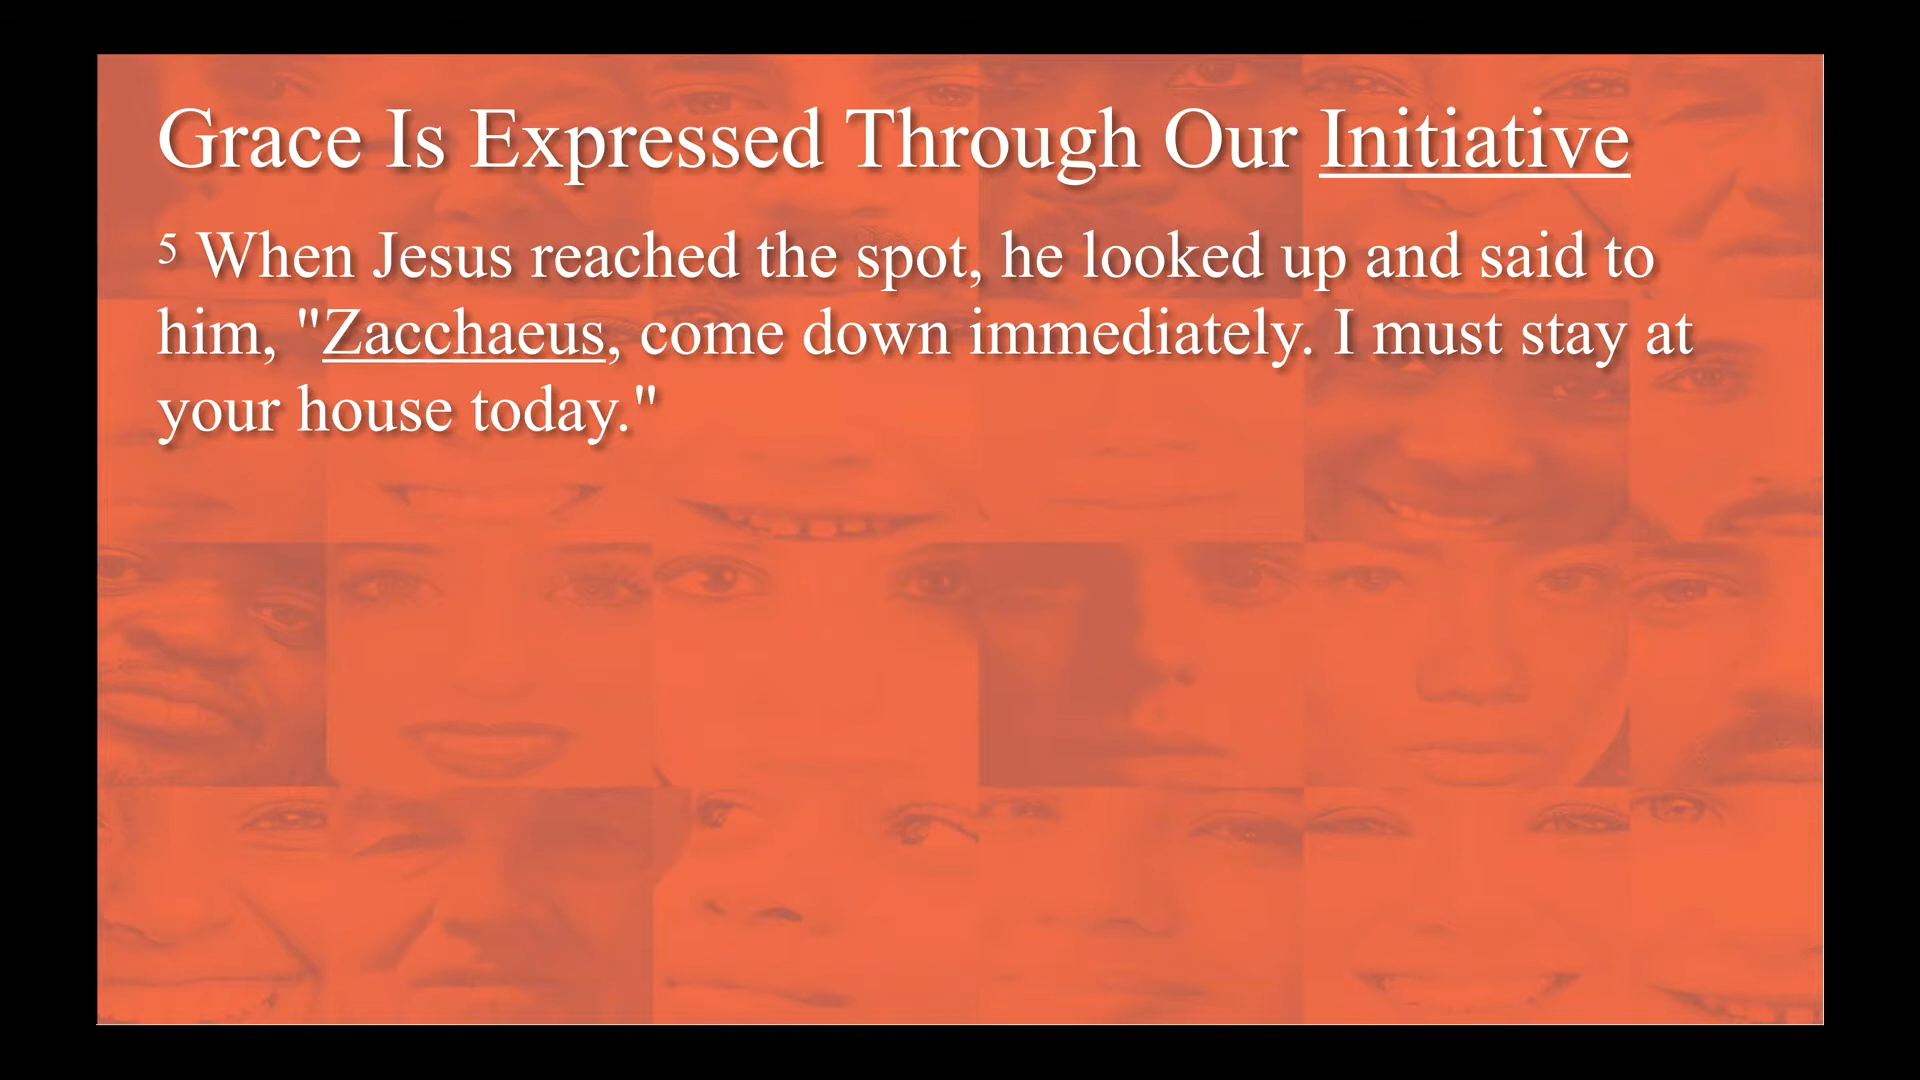 Grace Is Expressed Through Our Initiative
5 When Jesus reached the spot, he looked up and said to
him, "Zacchaeus, come down immediately. I must stay at
your house today."